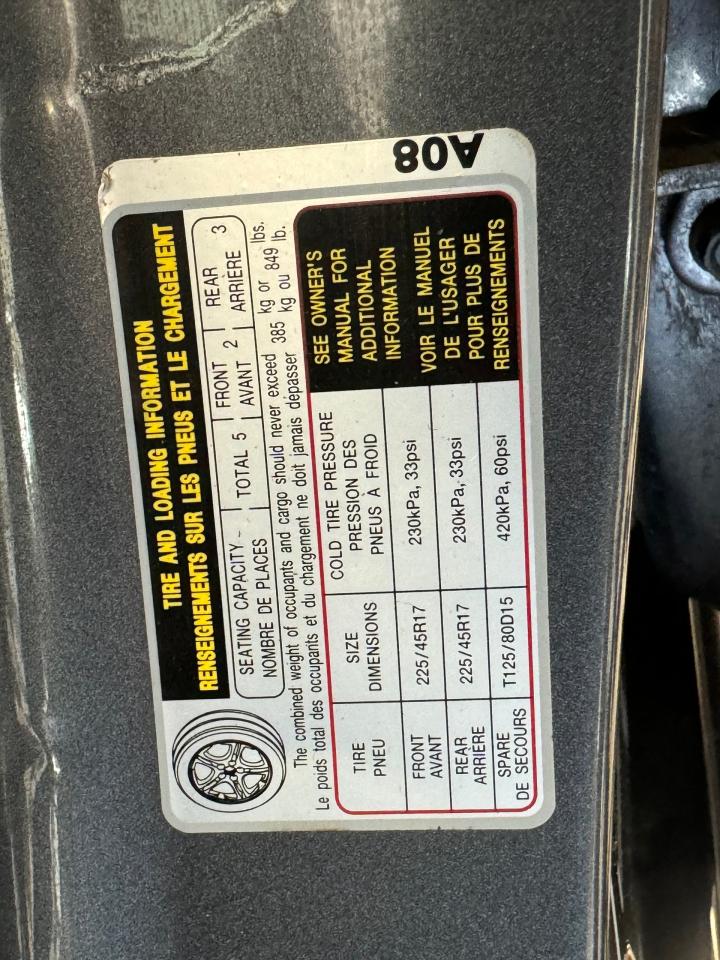 TIRE AND LOADING INFORMATION
RENSEIGNEMENTS SUR LES PNEUS ET LE CHARGEMENT
SEATING CAPACITY - TOTAL 5 FRONT 2 REAR 3
NOMBRE DE PLACES AVANT ARRIÈRE
The combined weight of occupants and cargo should never exceed 385 kg or 849 lbs.
Le poids total des occupants et du chargement ne doit jamais dépasser kg ou lb.
TIRE SIZE COLD TIRE PRESSURE
PNEU DIMENSIONS PRESSION DES
PNEUS À FROID
FRONT 225/45R17 230kPa, 33psi
AVANT
REAR 225/45R17 230kPa, 33psi
ARRIÈRE
SPARE T125/80D15 420kPa, 60psi
DE SECOURS
SEE OWNER'S
MANUAL FOR
ADDITIONAL
INFORMATION
VOIR LE MANUEL
DE L'USAGER
POUR PLUS DE
RENSEIGNEMENTS
A08